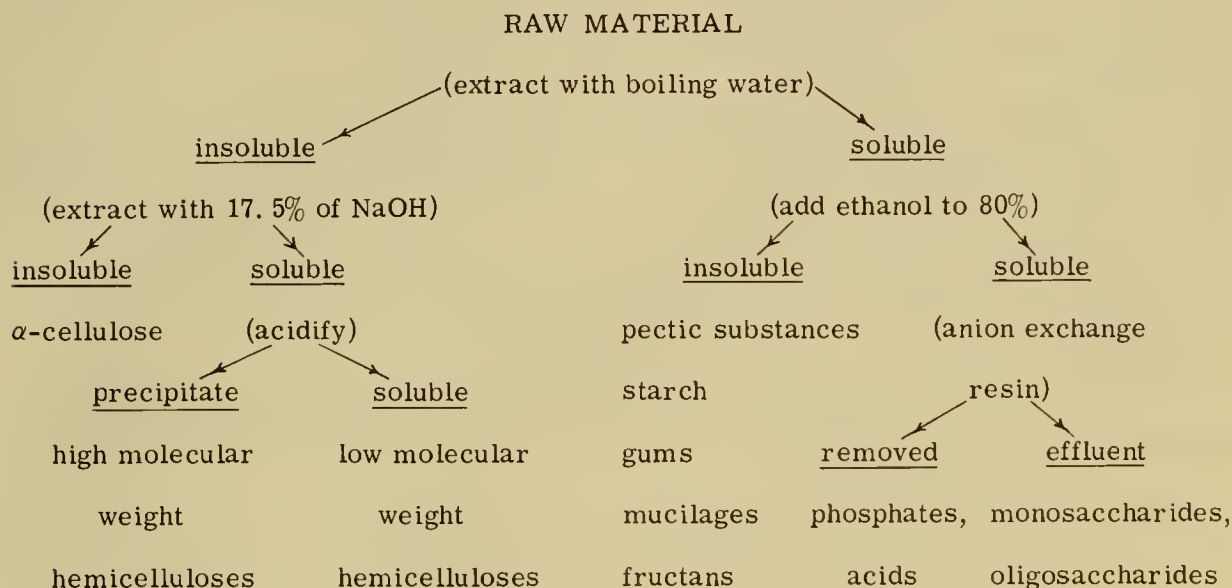 RAW MATERIAL
(extract with boiling water)
insoluble soluble
(extract with 17. 5% of NaOH) (add ethanol to 80%)
insoluble soluble insoluble soluble
α-cellulose (acidify) pectic substances (anion exchange
precipitate soluble starch resin)
high molecular low molecular gums removed effluent
weight weight mucilages phosphates, monosaccharides,
hemicelluloses hemicelluloses fructans acids oligosaccharides